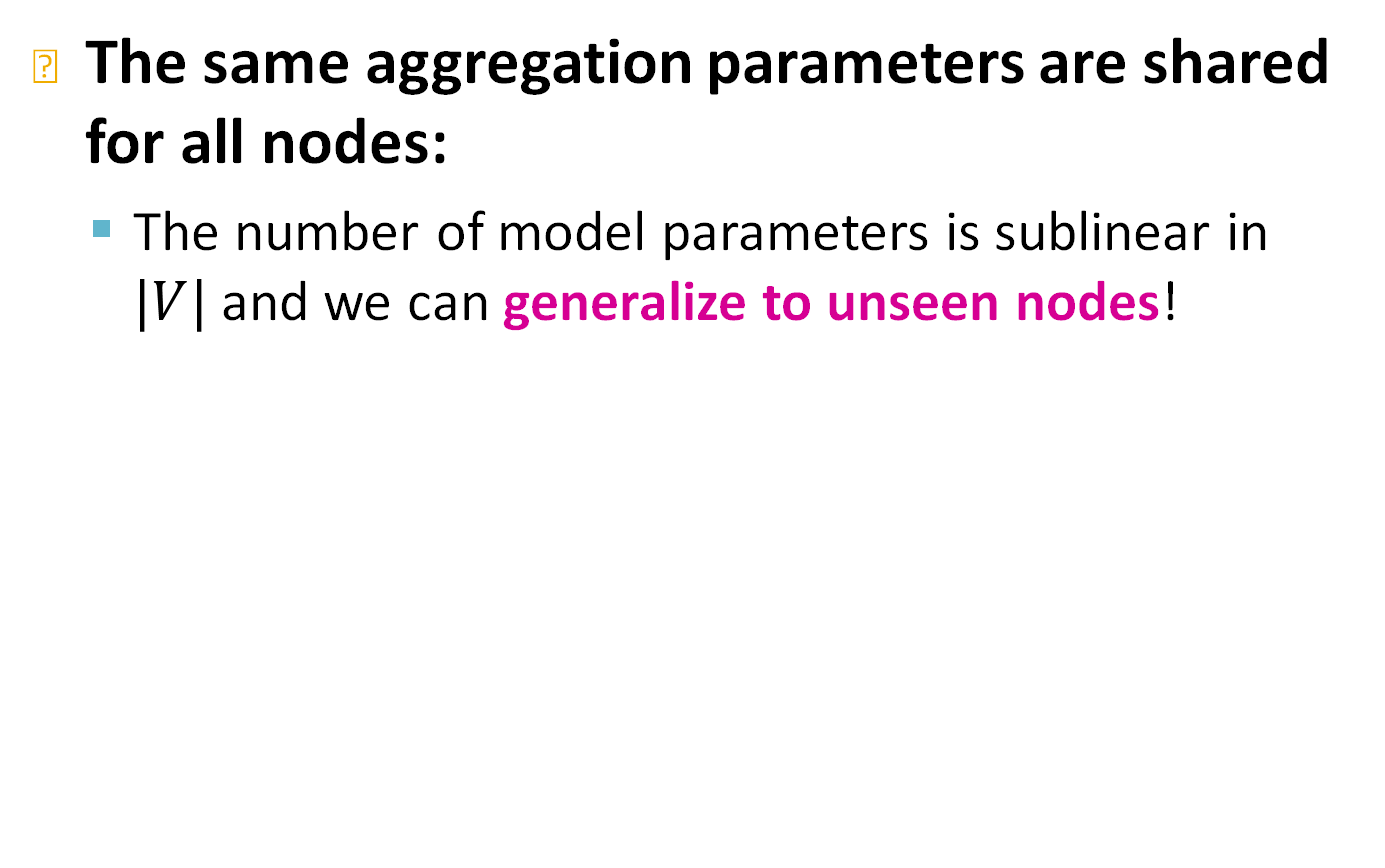 The same aggregation parameters are shared
for all nodes:
The number of model parameters is sublinear in
|V| and we can generalize to unseen nodes!